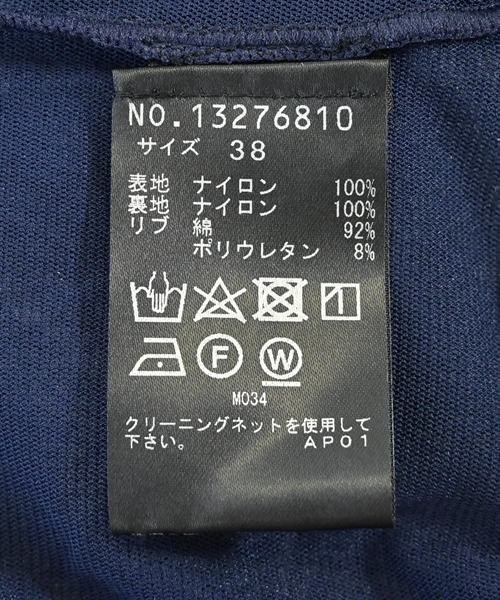 NO.13276810
サイズ 38
表地 ナイロン 100%
裏地 ナイロン 100%
リブ 綿 92%
ポリウレタン 8%
F W
M034
クリーニングネットを使用して
下さい。 AP01